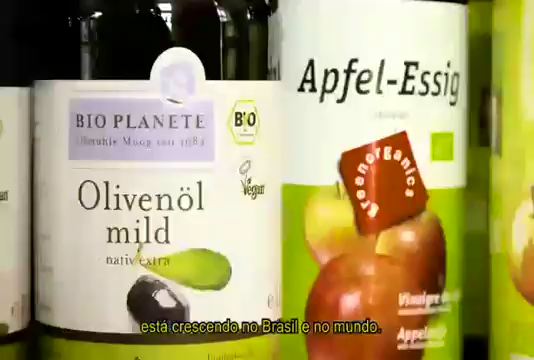 BIO PLANETE
Ölmühle Moog seit 1984
Bio
Vegan
Olivenöl
mild
nativ extra
Apfel-Essig
greenorganics
Vinaigre
está crescendo no Brasil e no mundo.